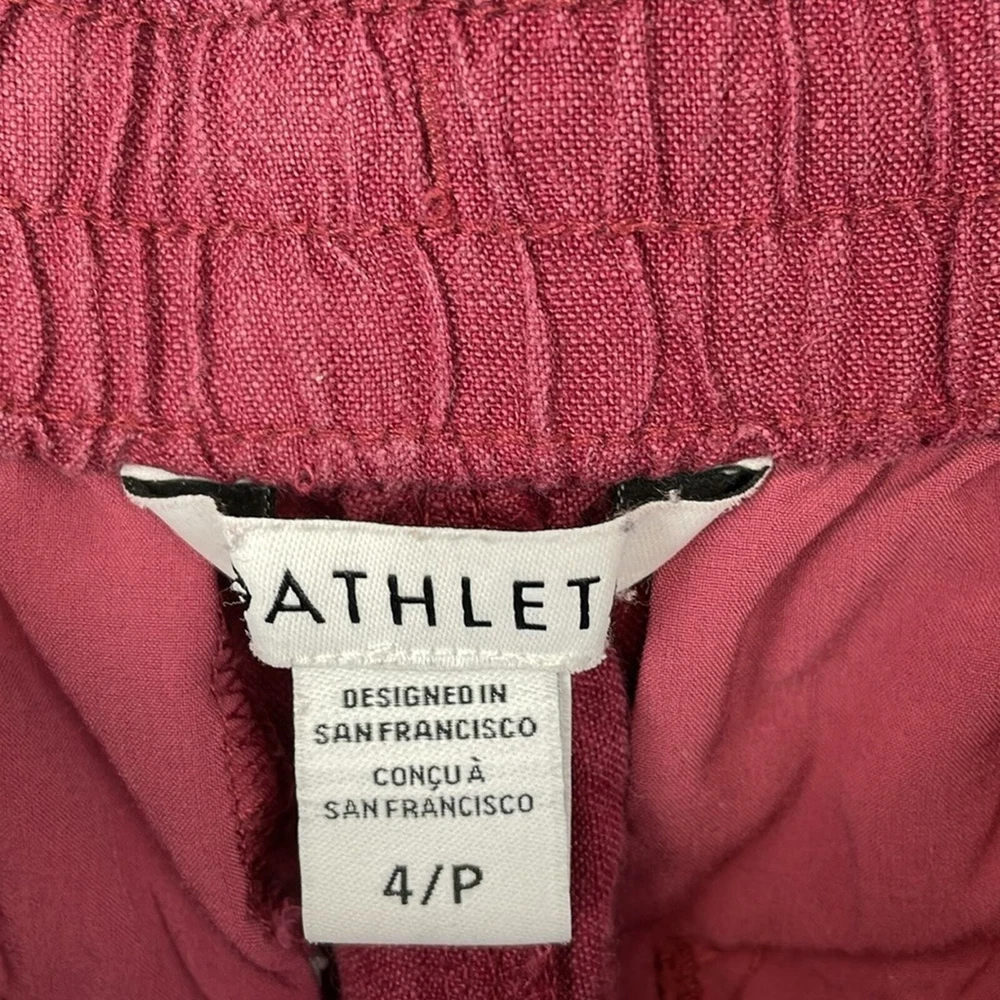 ATHLET
DESIGNED IN
SAN FRANCISCO
CONÇU À
SAN FRANCISCO
4/P